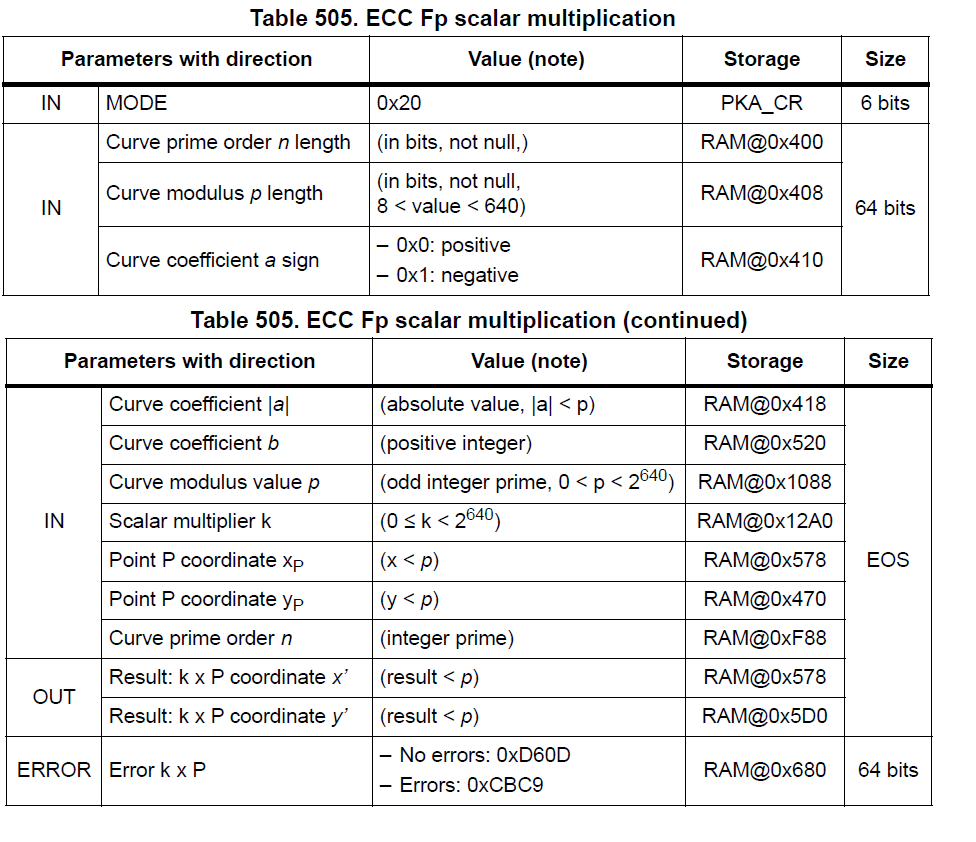 Table 505. ECC Fp scalar multiplication
Parameters with direction Value (note) Storage Size
IN MODE 0x20 PKA_CR 6 bits
IN
Curve prime order n length (in bits, not null,) RAM@0x400
Curve modulus p length (in bits, not null,
8 < value < 640) RAM@0x408
64 bits
Curve coefficient a sign – 0x0: positive
– 0x1: negative RAM@0x410
Table 505. ECC Fp scalar multiplication (continued)
Parameters with direction Value (note) Storage Size
IN
Curve coefficient |a| (absolute value, |a| < p) RAM@0x418
Curve coefficient b (positive integer) RAM@0x520
Curve modulus value p (odd integer prime, 0 < p < 2^640) RAM@0x1088
Scalar multiplier k (0 ≤ k < 2^640) RAM@0x12A0
Point P coordinate xP (x < p) RAM@0x578
EOS
Point P coordinate yP (y < p) RAM@0x470
Curve prime order n (integer prime) RAM@0xF88
OUT
Result: k x P coordinate x’ (result < p) RAM@0x578
Result: k x P coordinate y’ (result < p) RAM@0x5D0
ERROR Error k x P – No errors: 0xD60D
– Errors: 0xCBC9 RAM@0x680 64 bits